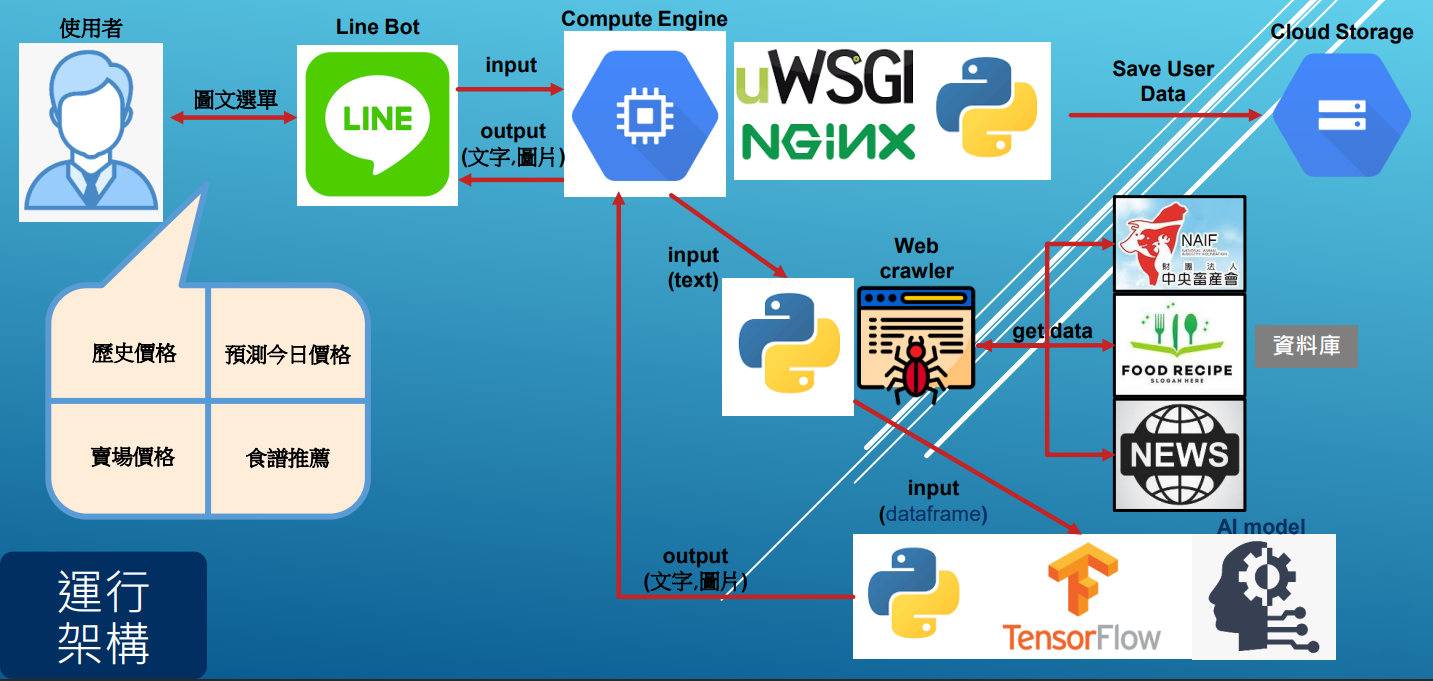 使用者
Line Bot
Compute Engine
Cloud Storage
圖文選單
LINE
input
output
(文字,圖片)
uWSGI
NGiNX
Save User
Data
input
(text)
Web
crawler
get data
NAIF
NATIONAL ANIMAL
INDUSTRY FOUNDATION
財團法人
中央畜產會
FOOD RECIPE
SLOGAN HERE
NEWS
資料庫
歷史價格
預測今日價格
賣場價格
食譜推薦
input
(dataframe)
AI model
TensorFlow
output
(文字,圖片)
運行
架構